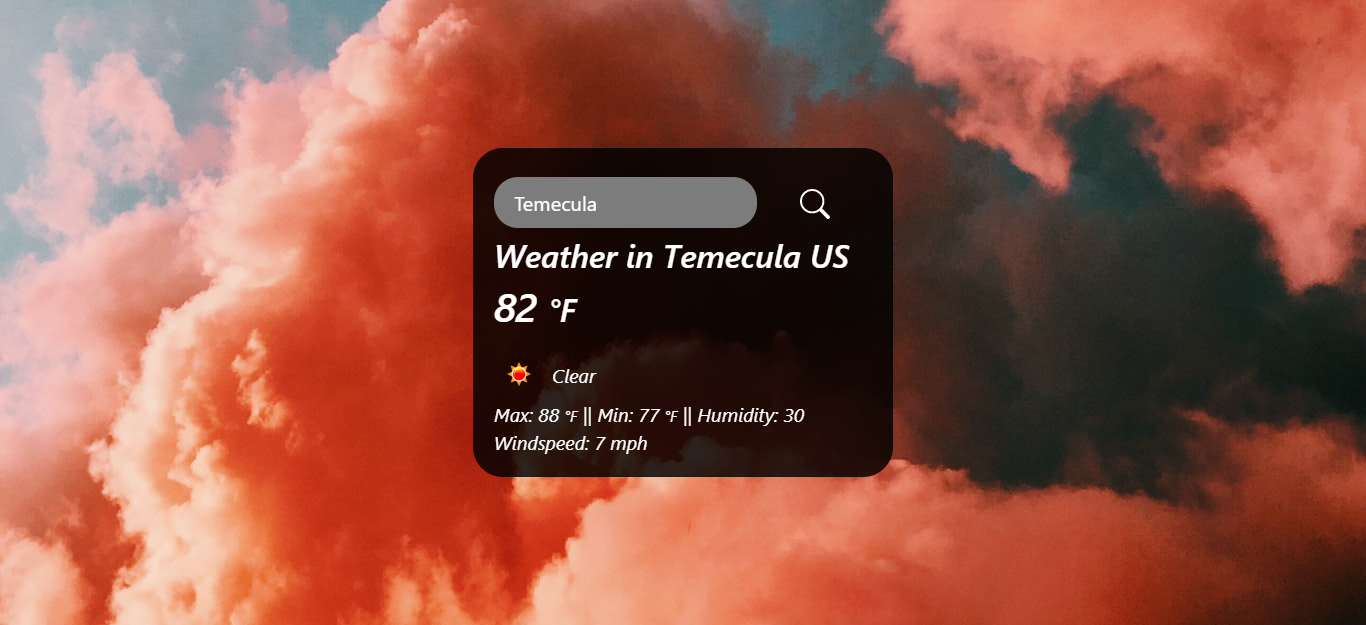 Temecula
Weather in Temecula US
82 °F
Clear
Max: 88 °F || Min: 77 °F || Humidity: 30
Windspeed: 7 mph